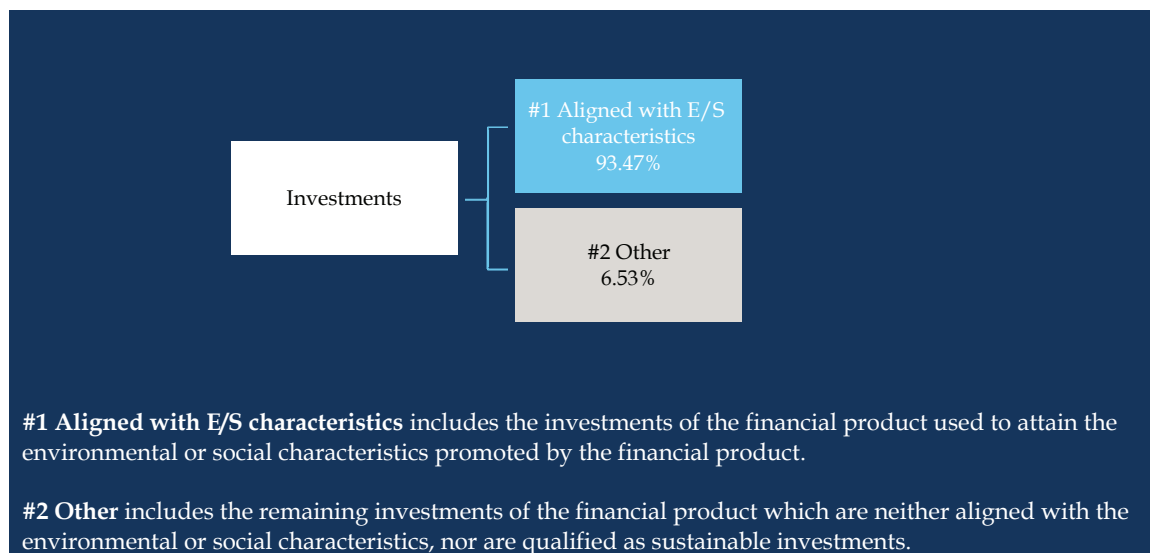 #1 Aligned with E/S
characteristics
93.47%
Investments
#2 Other
6.53%
#1 Aligned with E/S characteristics includes the investments of the financial product used to attain the
environmental or social characteristics promoted by the financial product.
#2 Other includes the remaining investments of the financial product which are neither aligned with the
environmental or social characteristics, nor are qualified as sustainable investments.